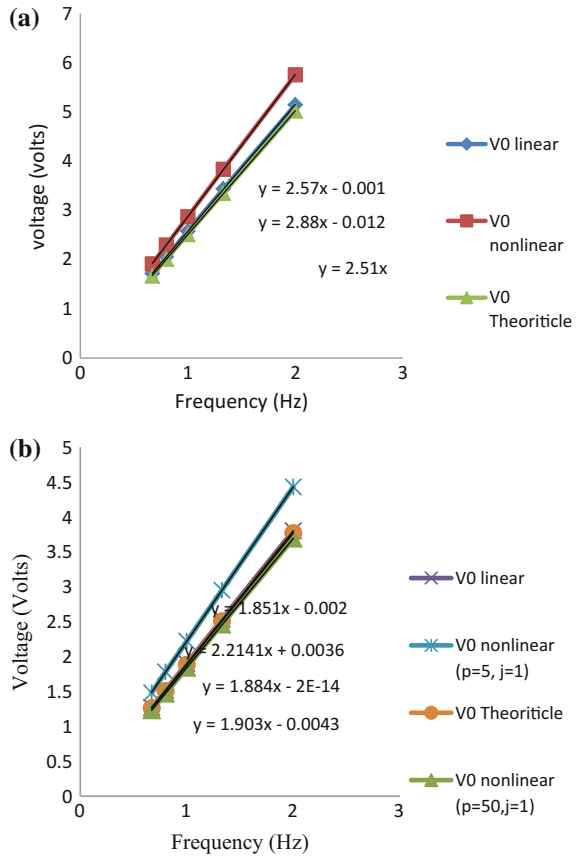 (a)
7
6
5
4
3
2
1
0
voltage (volts)
0 1 2 3
Frequency (Hz)
y = 2.57x - 0.001
y = 2.88x - 0.012
y = 2.51x
V0 linear
V0
nonlinear
V0
Theoriticle
(b)
5
4.5
4
3.5
3
2.5
2
1.5
1
0.5
0
Voltage (Volts)
0 1 2 3
Frequency (Hz)
y = 1.851x - 0.002
y = 2.2141x + 0.0036
y = 1.884x - 2E-14
y = 1.903x - 0.0043
V0 linear
V0 nonlinear
(p=5, j=1)
V0 Theoriticle
V0 nonlinear
(p=50,j=1)